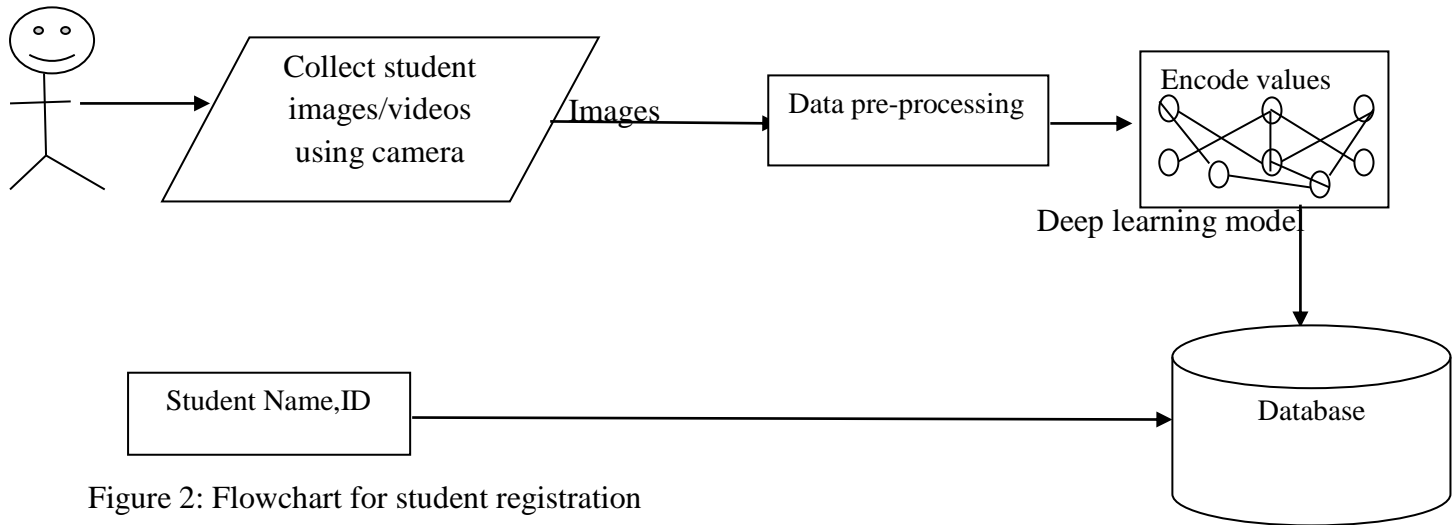 Collect student
images/videos
using camera
Images
Data pre-processing
Encode values
Deep learning model
Student Name,ID
Database
Figure 2: Flowchart for student registration